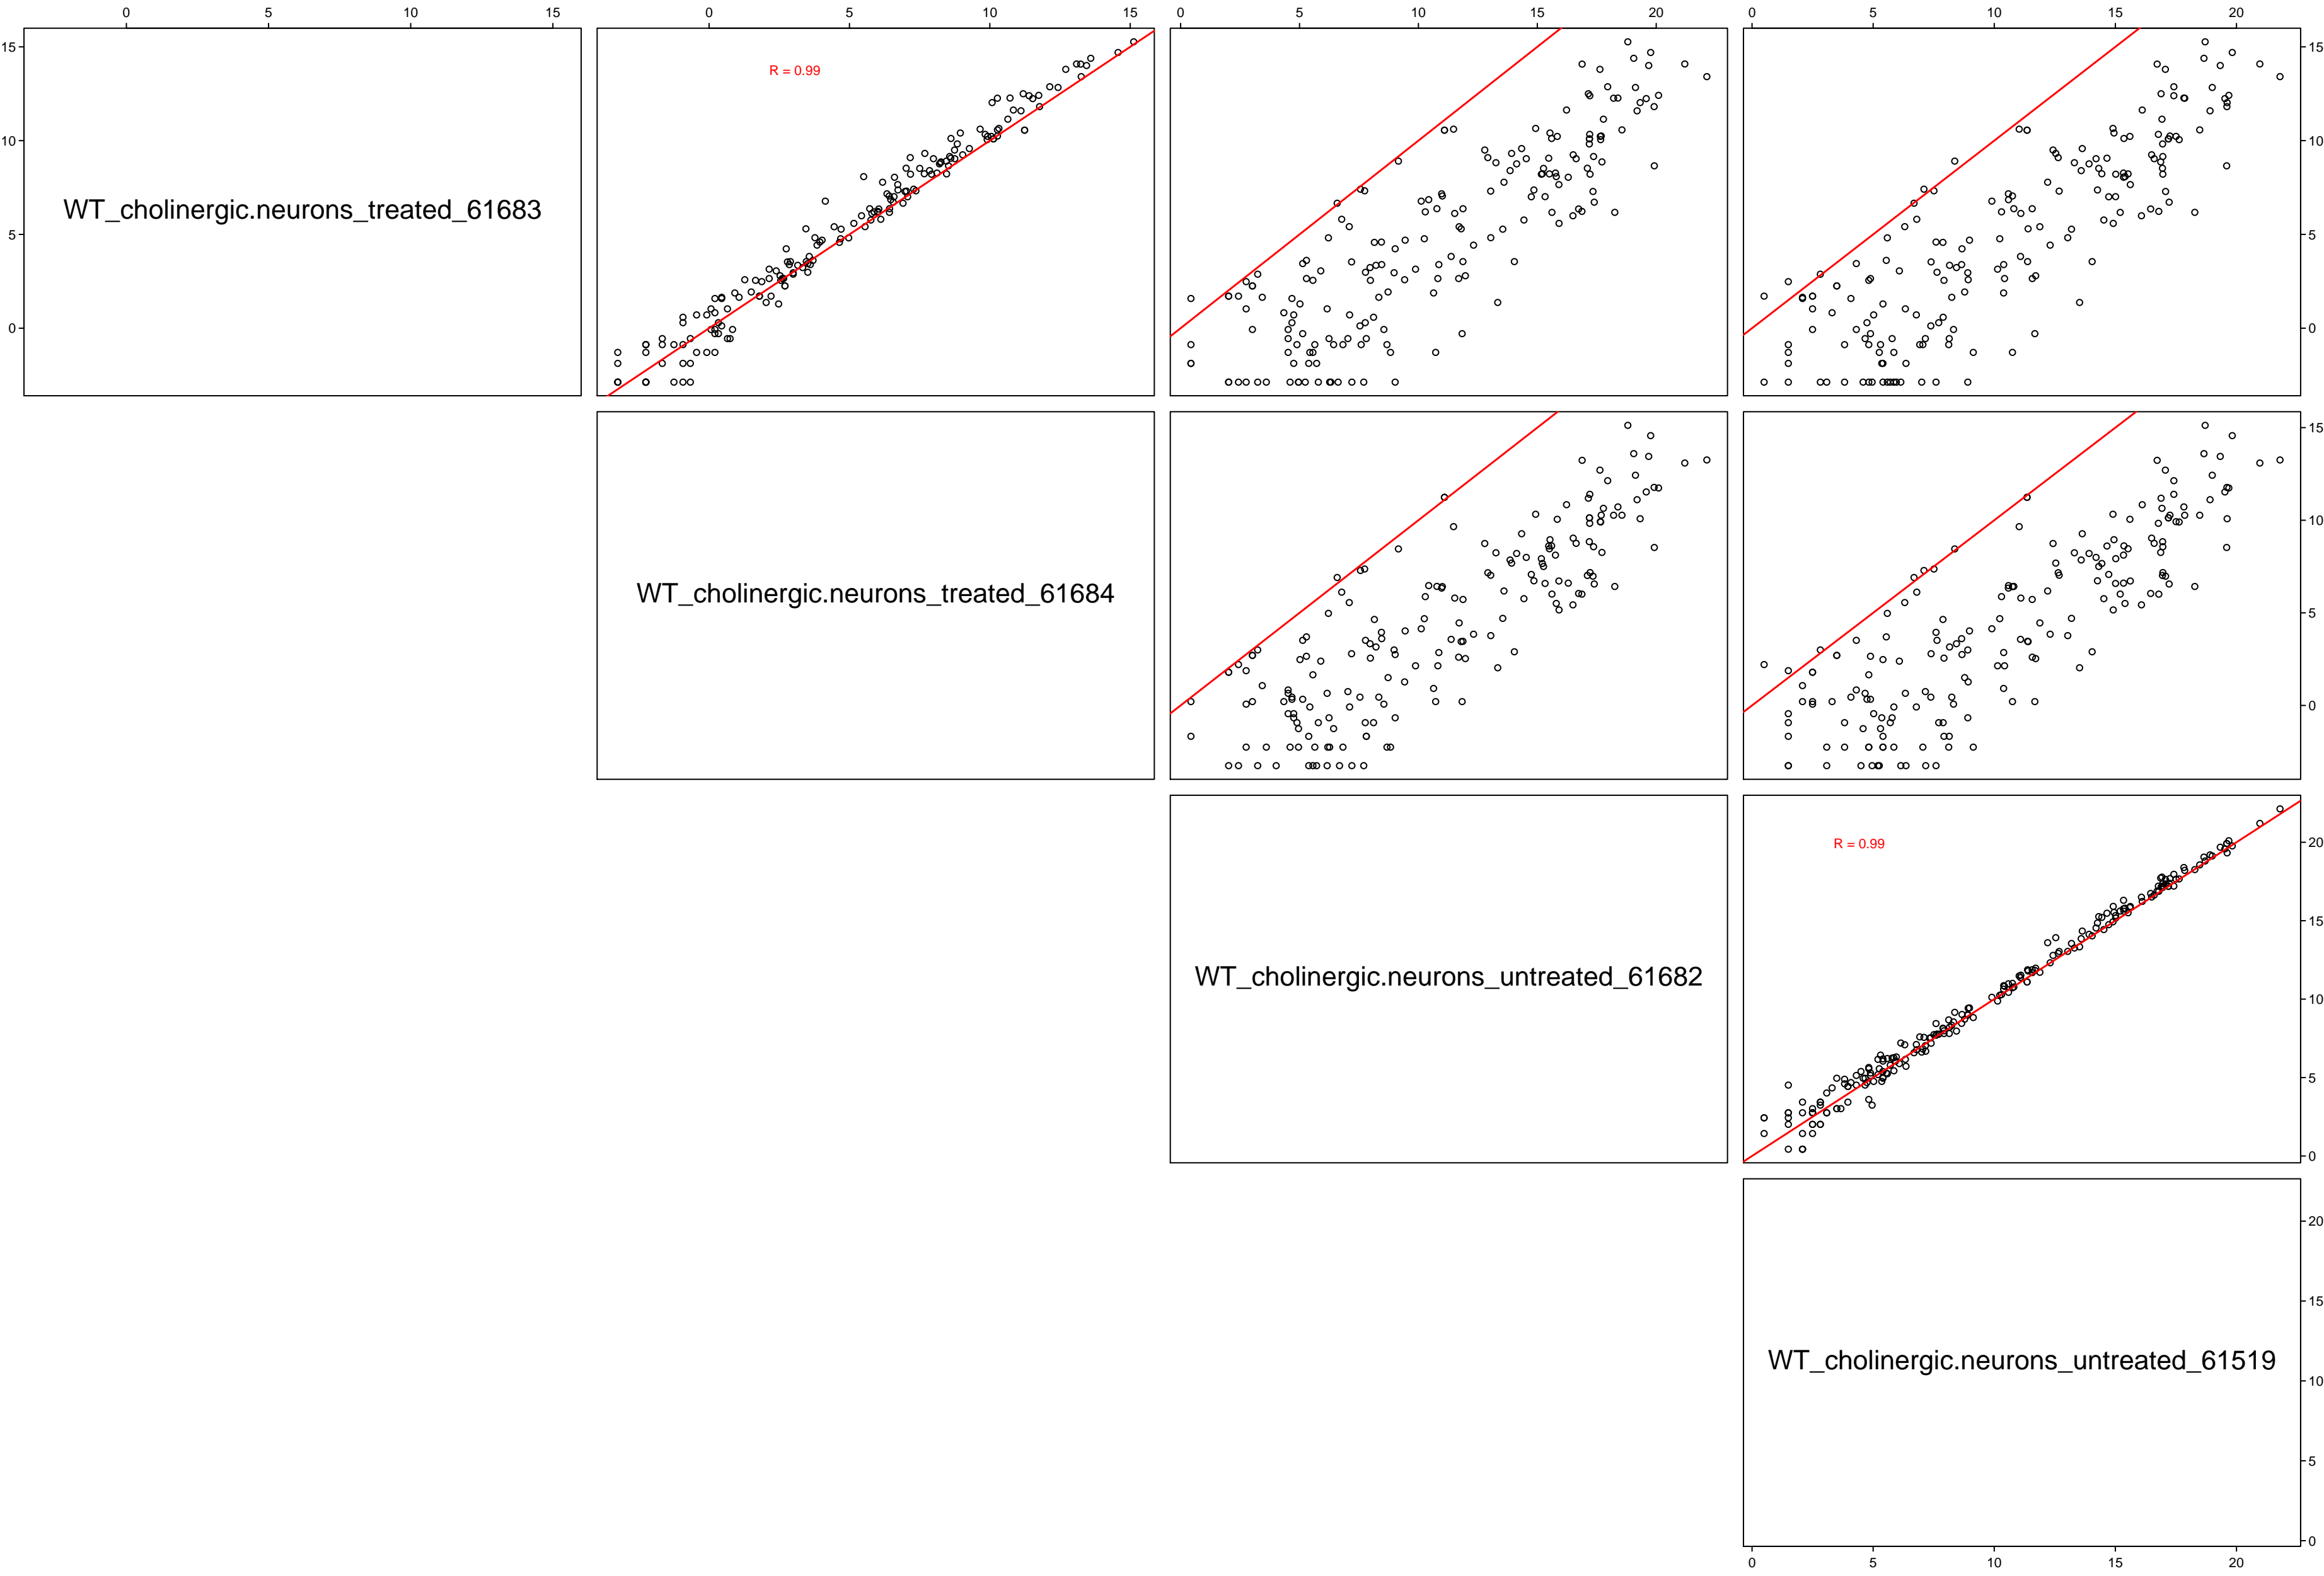 0 5 10 15 0 5 10 15 0 5 10 15 20 0 5 10 15 20
15
10
5
0
R = 0.99
WT_cholinergic.neurons_treated_61683
15
10
5
0
WT_cholinergic.neurons_treated_61684
15
10
5
0
R = 0.99
WT_cholinergic.neurons_untreated_61682
20
15
10
5
0
WT_cholinergic.neurons_untreated_61519
20
15
10
5
0
0 5 10 15 20